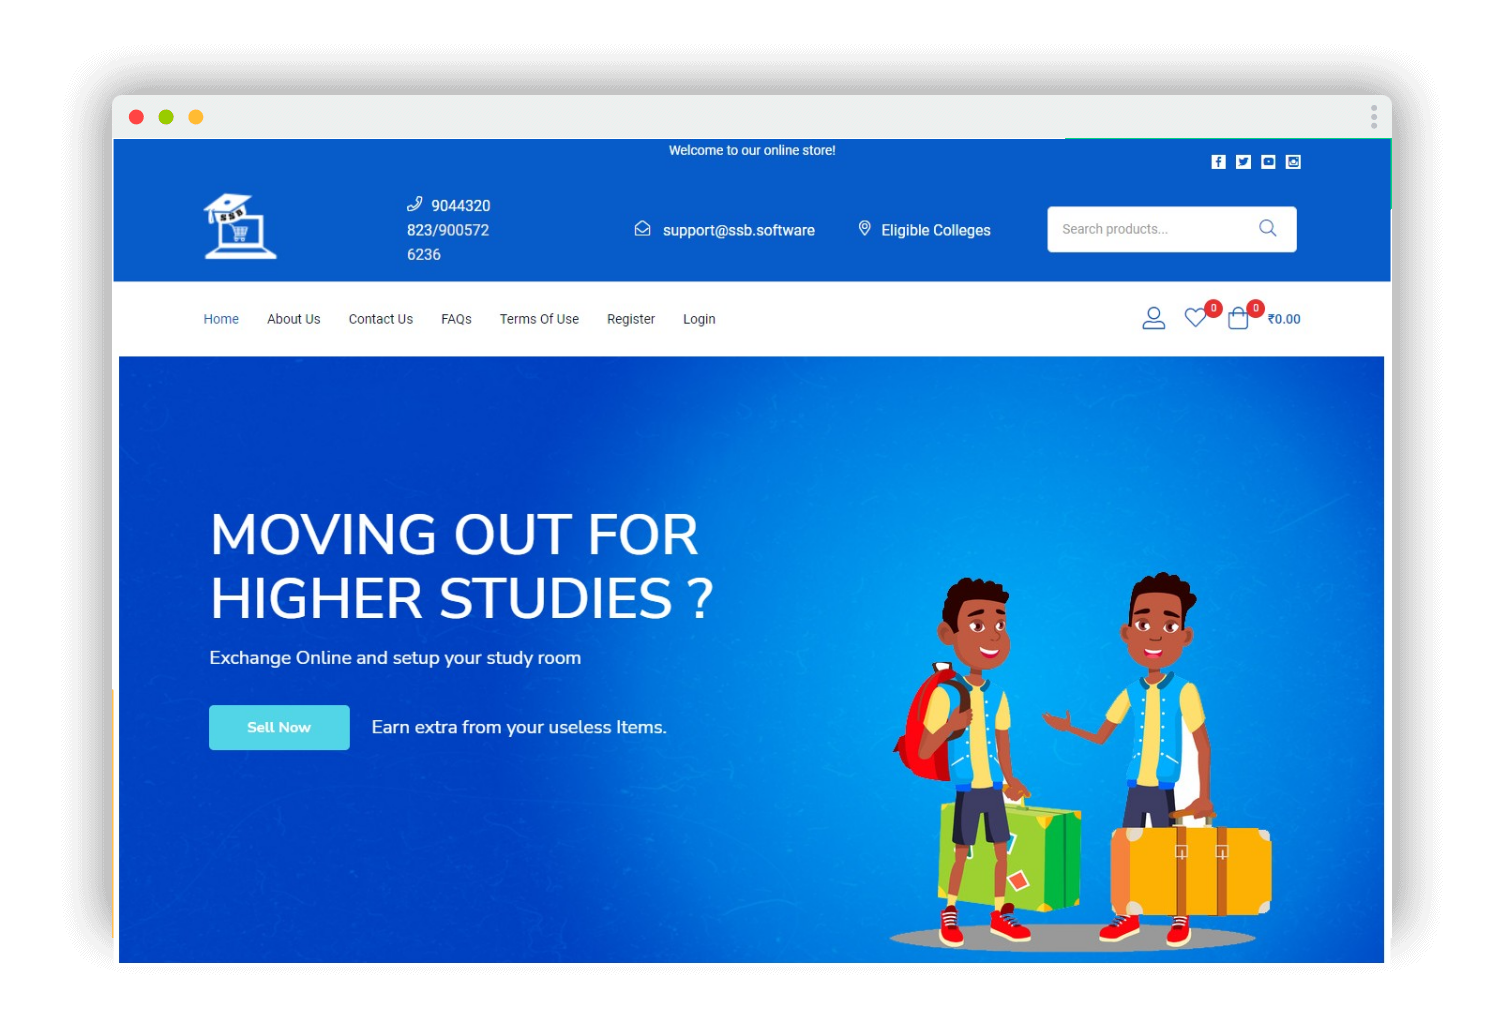 Welcome to our online store!
SSB
9044320
823/900572
6236
support@ssb.software
Eligible Colleges
Search products...
Home About Us Contact Us FAQs Terms Of Use Register Login
0
0
₹0.00
MOVING OUT FOR
HIGHER STUDIES ?
Exchange Online and setup your study room
Sell Now
Earn extra from your useless Items.